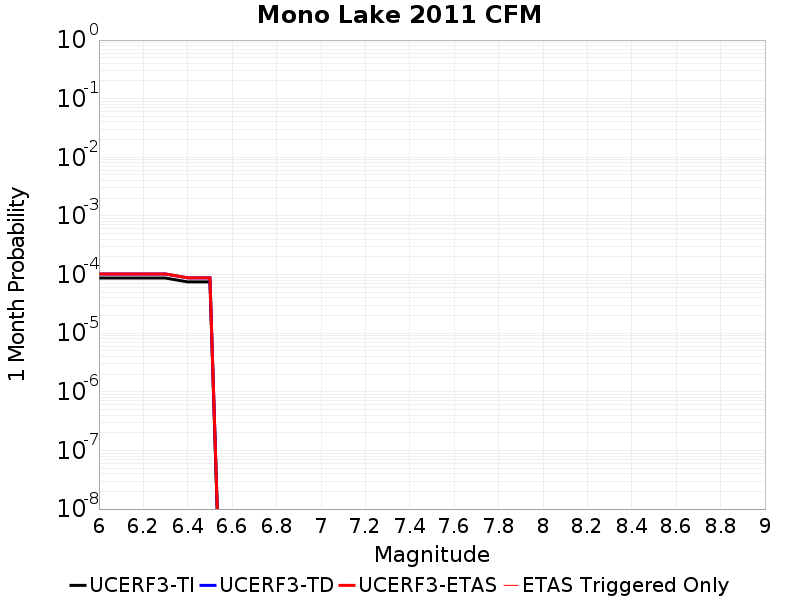 Mono Lake 2011 CFM
1 Month Probability
10^0
10^-1
10^-2
10^-3
10^-4
10^-5
10^-6
10^-7
10^-8
6 6.2 6.4 6.6 6.8 7 7.2 7.4 7.6 7.8 8 8.2 8.4 8.6 8.8 9
Magnitude
UCERF3-TI UCERF3-TD UCERF3-ETAS ETAS Triggered Only